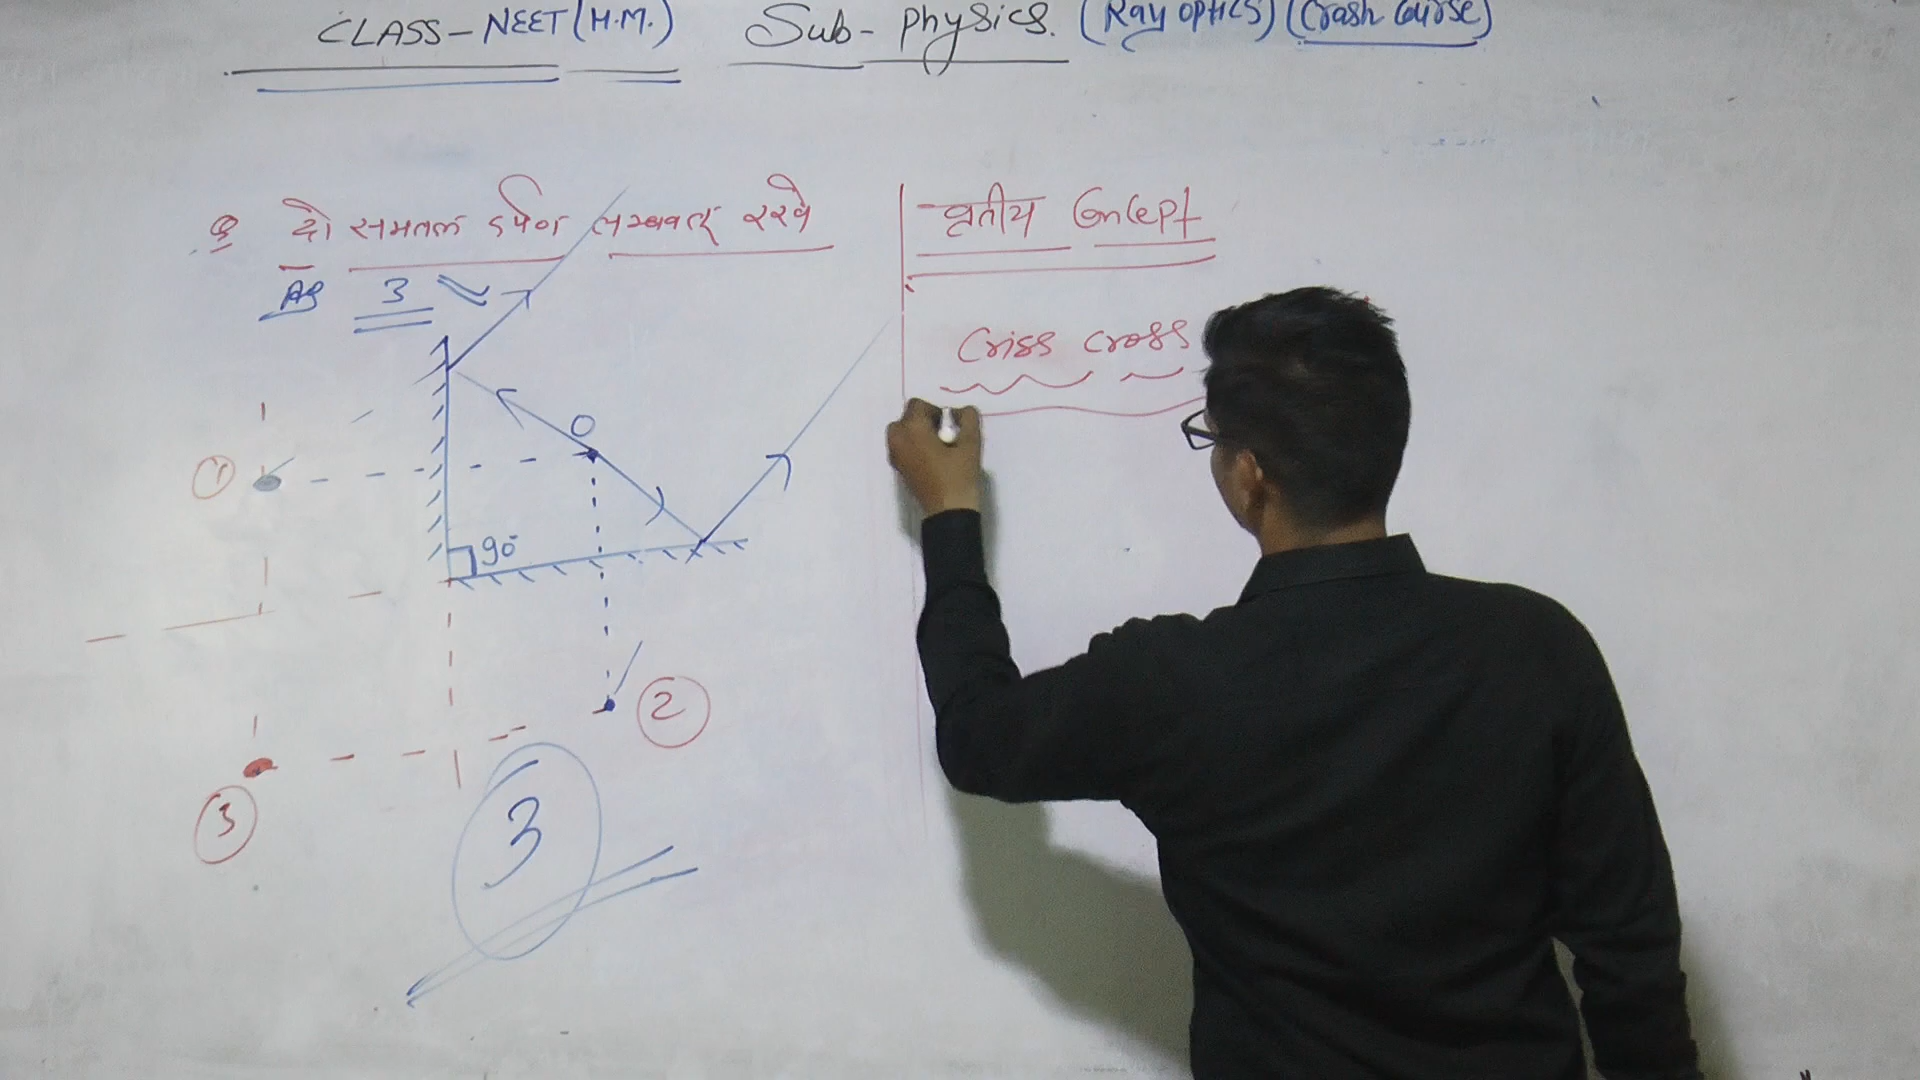 CLASS-NEET(H.M.) Sub- Physics. (Ray optics) (Crash Course)
Q दो समतल दर्पण लम्बवत् रखे
तृतीय Concept
Ans 3
Criss cross
O
1
90°
2
3
3